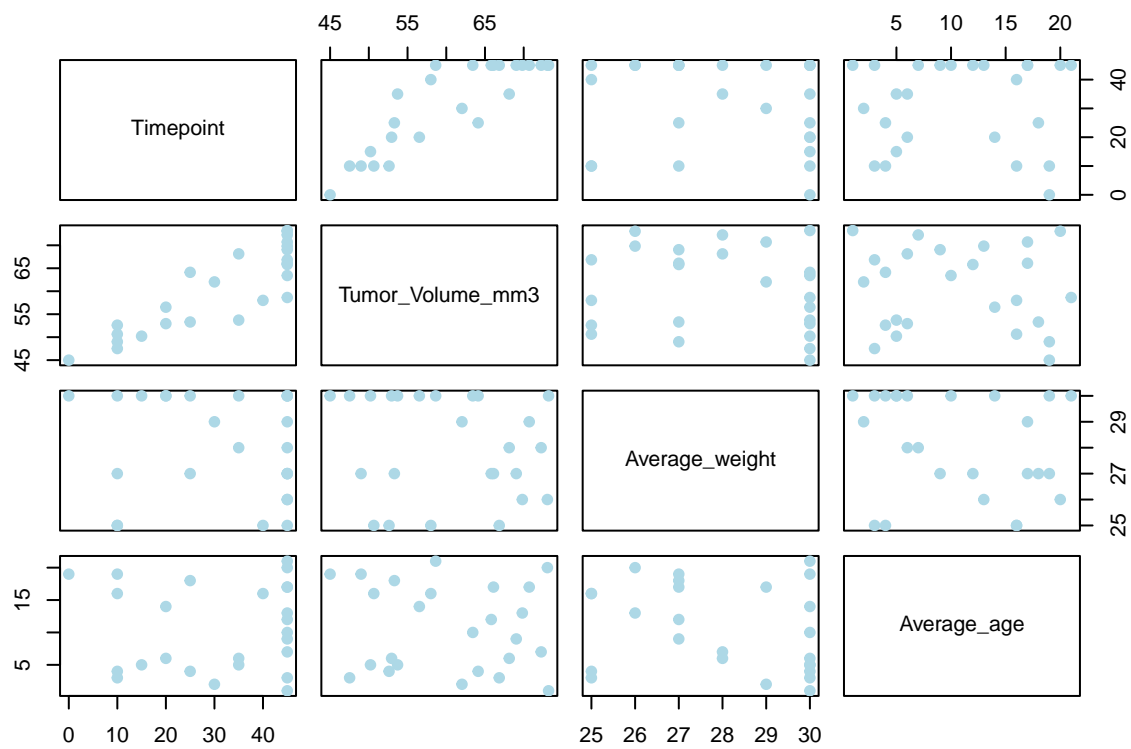 45 55 65
5 10 15 20
Timepoint
0 20 40
45 55 65
Tumor_Volume_mm3
Average_weight
25 27 29
5 15
Average_age
0 10 20 30 40
25 26 27 28 29 30